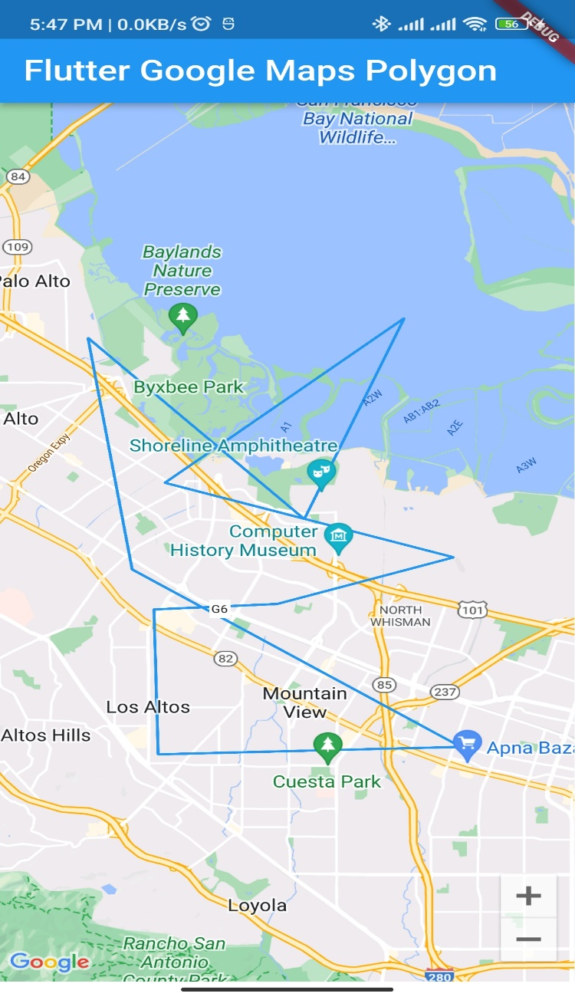 5:47 PM | 0.0KB/s
56
DEBUG
Flutter Google Maps Polygon
San Francisco
Bay National
Wildlife...
84
Baylands
Nature
Preserve
109
Palo Alto
Byxbee Park
A2W
AB1:AB2
A1
A2E
Alto
Oregon Expy
Shoreline Amphitheatre
A3W
Computer
History Museum
G6
NORTH
WHISMAN
101
82
85
237
Mountain
View
Los Altos
Altos Hills
Apna Baza
Cuesta Park
Loyola
Rancho San
Antonio
County Park
Google
280